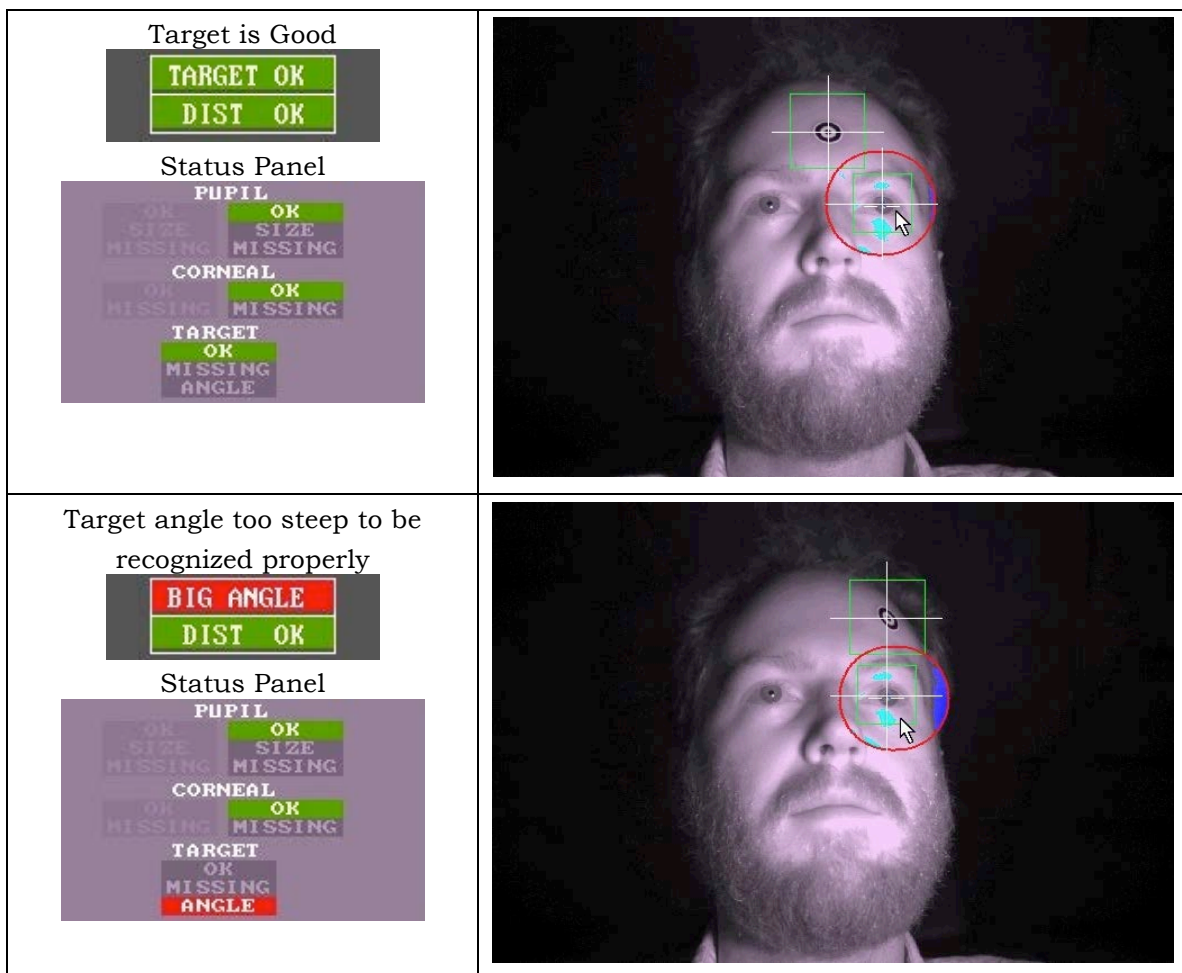 Target is Good
TARGET OK
DIST OK
Status Panel
PUPIL
OK OK
SIZE SIZE
MISSING MISSING
CORNEAL
OK OK
MISSING MISSING
TARGET
OK
MISSING
ANGLE
Target angle too steep to be
recognized properly
BIG ANGLE
DIST OK
Status Panel
PUPIL
OK OK
SIZE SIZE
MISSING MISSING
CORNEAL
OK OK
MISSING MISSING
TARGET
OK
MISSING
ANGLE